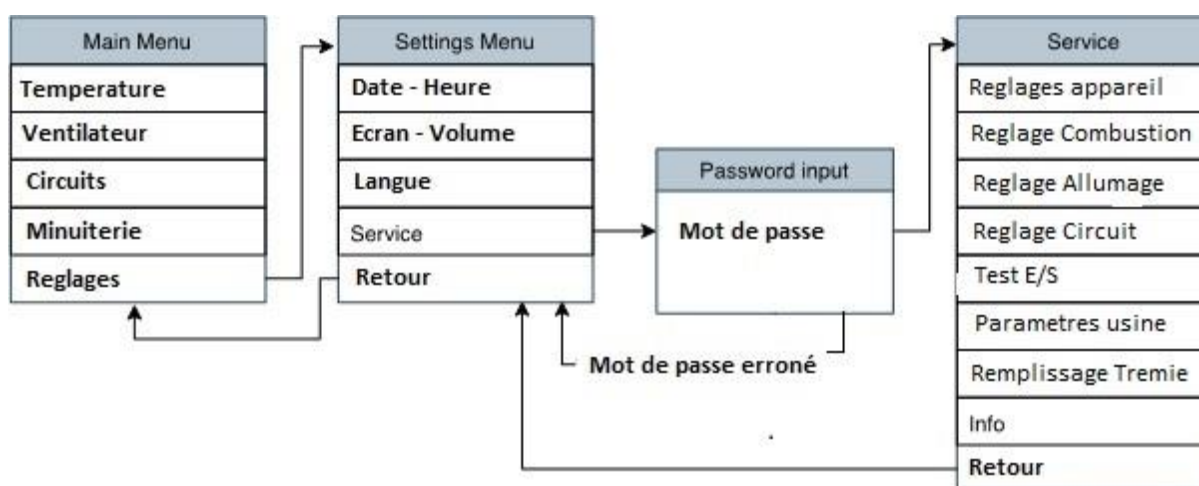 Main Menu
Temperature
Ventilateur
Circuits
Minuiterie
Reglages
Settings Menu
Date - Heure
Ecran - Volume
Langue
Service
Retour
Password input
Mot de passe
Mot de passe erroné
Service
Reglages appareil
Reglage Combustion
Reglage Allumage
Reglage Circuit
Test E/S
Parametres usine
Remplissage Tremie
Info
Retour